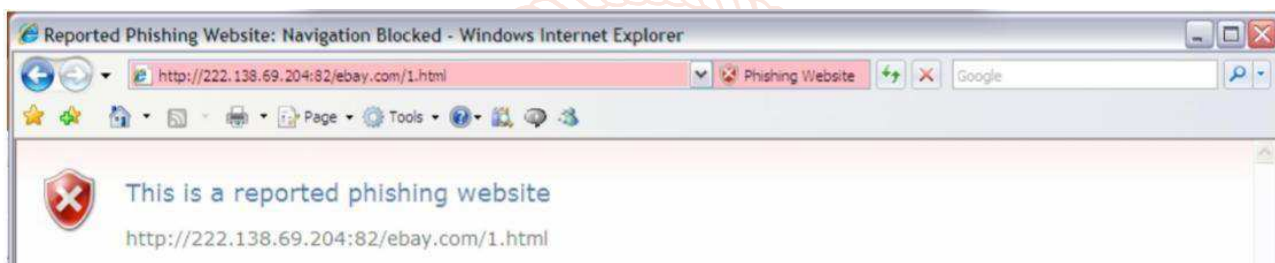 Reported Phishing Website: Navigation Blocked - Windows Internet Explorer
http://222.138.69.204:82/ebay.com/1.html Phishing Website Google
Page Tools
This is a reported phishing website
http://222.138.69.204:82/ebay.com/1.html